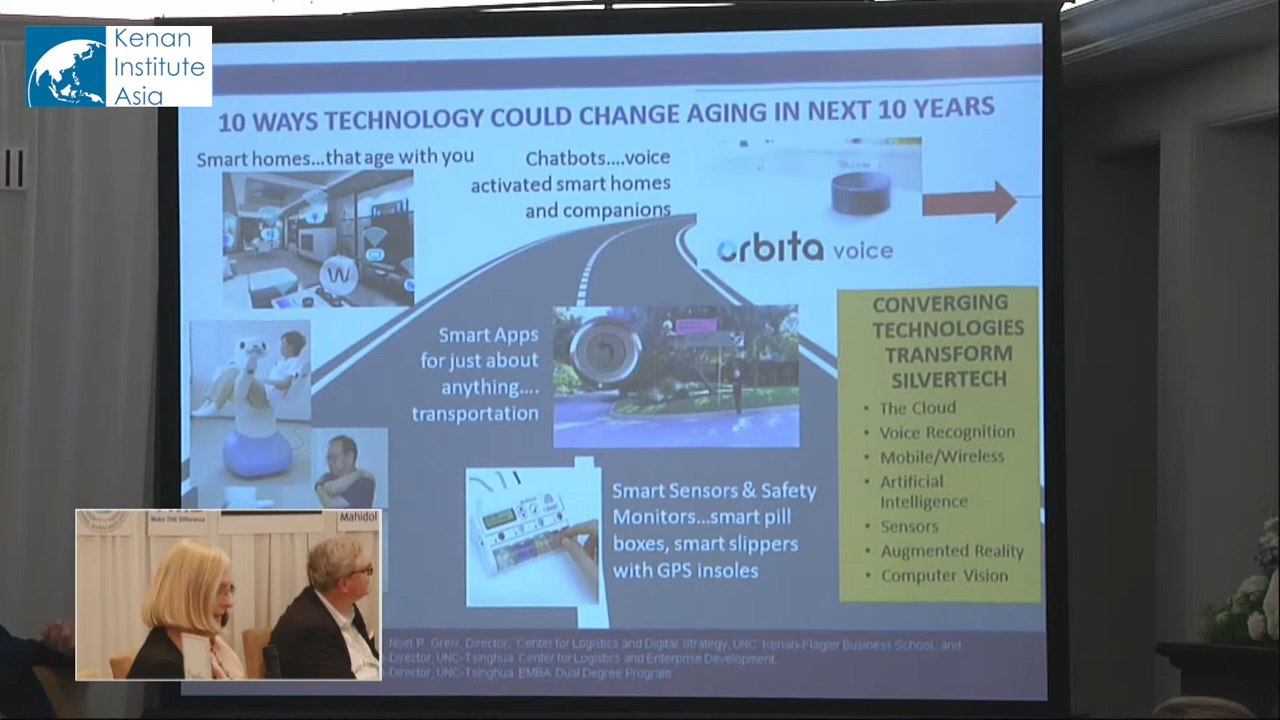 Kenan
Institute
Asia
10 WAYS TECHNOLOGY COULD CHANGE AGING IN NEXT 10 YEARS
Smart homes...that age with you
Chatbots....voice
activated smart homes
and companions
orbita voice
W
Smart Apps
for just about
anything....
transportation
Smart Sensors & Safety
Monitors...smart pill
boxes, smart slippers
with GPS insoles
CONVERGING
TECHNOLOGIES
TRANSFORM
SILVERTECH
• The Cloud
• Voice Recognition
• Mobile/Wireless
• Artificial
Intelligence
• Sensors
• Augmented Reality
• Computer Vision
Make THE Difference
Mahidol
Noel P. Greis, Director, Center for Logistics and Digital Strategy, UNC Kenan-Flagler Business School, and
-Director, UNC-Tsinghua Center for Logistics and Enterprise Development
-Director, UNC-Tsinghua EMBA Dual Degree Program